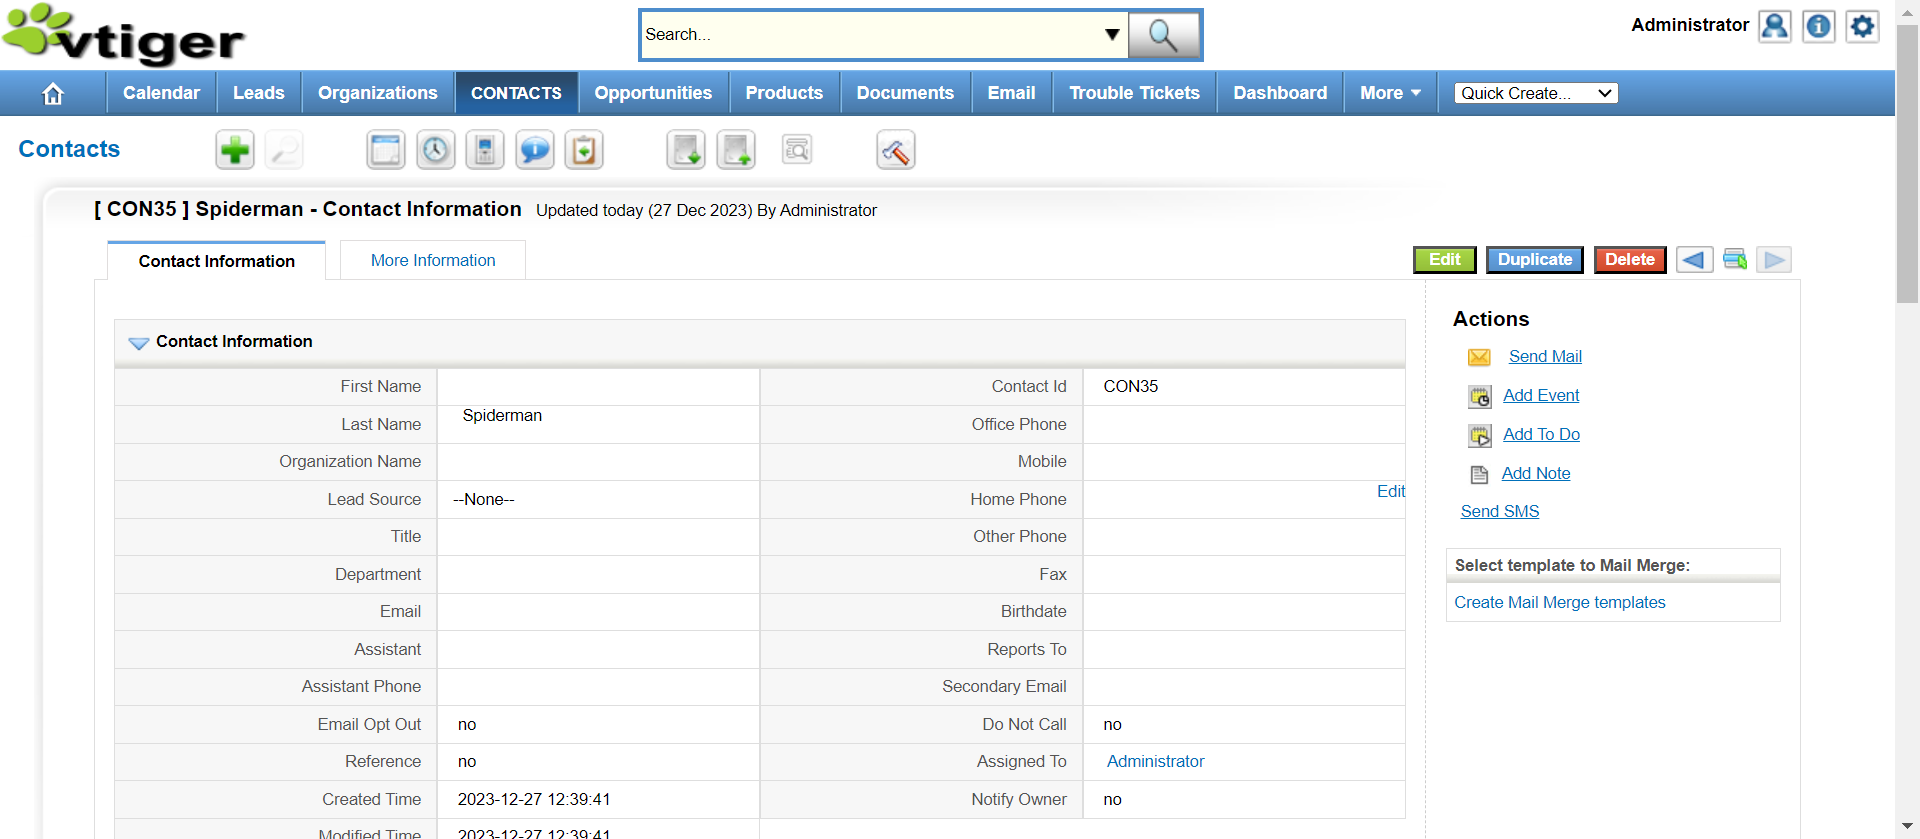 vtiger
Search...
Administrator
Calendar Leads Organizations CONTACTS Opportunities Products Documents Email Trouble Tickets Dashboard More Quick Create...
Contacts
[ CON35 ] Spiderman - Contact Information Updated today (27 Dec 2023) By Administrator
Contact Information More Information Edit Duplicate Delete
Contact Information
First Name Contact Id CON35
Last Name Spiderman Office Phone
Organization Name Mobile
Lead Source --None-- Home Phone Edit
Title Other Phone
Department Fax
Email Birthdate
Assistant Reports To
Assistant Phone Secondary Email
Email Opt Out no Do Not Call no
Reference no Assigned To Administrator
Created Time 2023-12-27 12:39:41 Notify Owner no
Modified Time 2023-12-27 12:39:41
Actions
Send Mail
Add Event
Add To Do
Add Note
Send SMS
Select template to Mail Merge:
Create Mail Merge templates